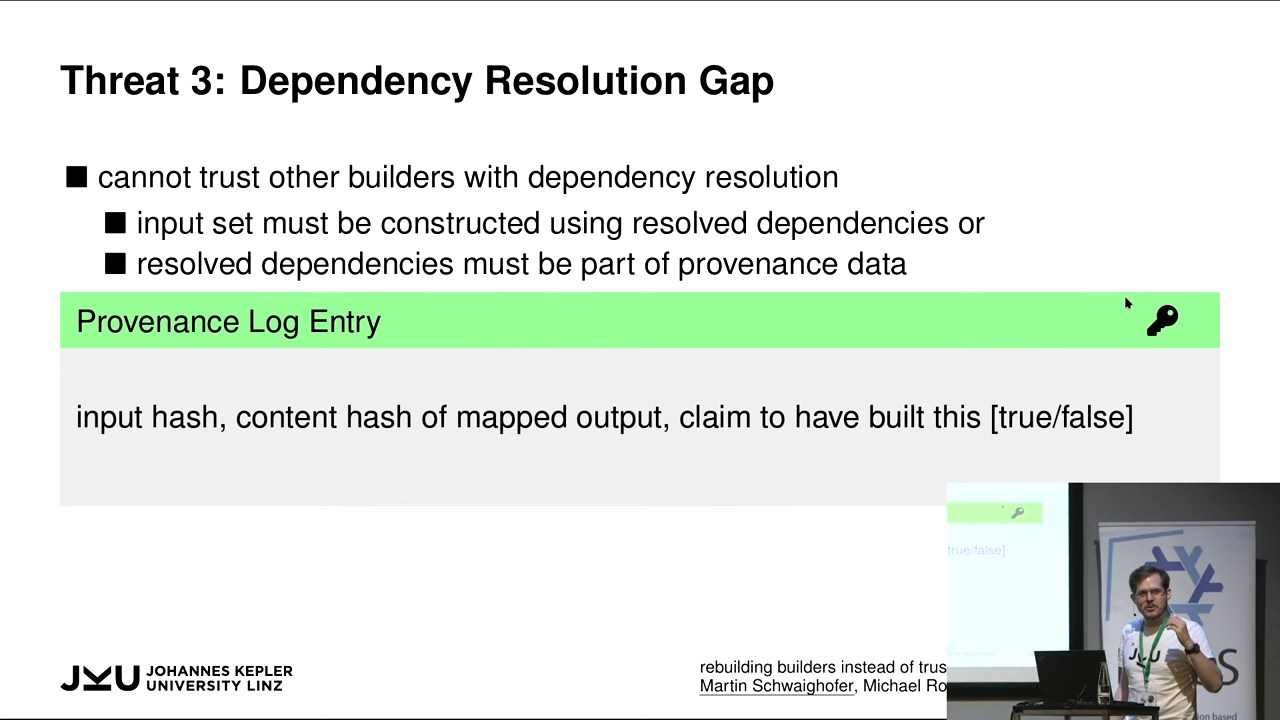 Threat 3: Dependency Resolution Gap
■ cannot trust other builders with dependency resolution
■ input set must be constructed using resolved dependencies or
■ resolved dependencies must be part of provenance data
Provenance Log Entry
input hash, content hash of mapped output, claim to have built this [true/false]
true/false]
JKU JOHANNES KEPLER
UNIVERSITY LINZ
rebuilding builders instead of trus
Martin Schwaighofer, Michael Ro